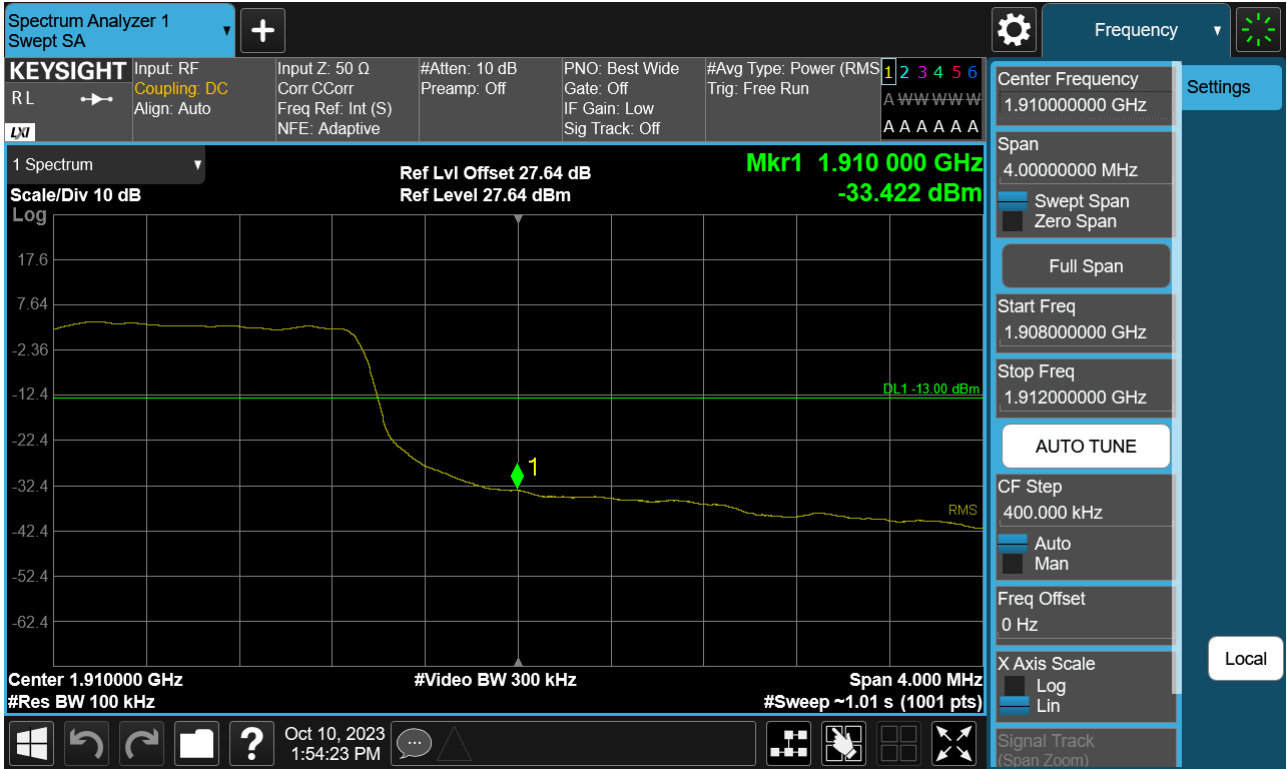 Spectrum Analyzer 1
Swept SA
Frequency
KEYSIGHT
R L
LXI
Input: RF
Coupling: DC
Align: Auto
Input Z: 50 Ω
Corr CCorr
Freq Ref: Int (S)
NFE: Adaptive
#Atten: 10 dB
Preamp: Off
PNO: Best Wide
Gate: Off
IF Gain: Low
Sig Track: Off
#Avg Type: Power (RMS
Trig: Free Run
1 2 3 4 5 6
A W W W W W
A A A A A A
1 Spectrum
Scale/Div 10 dB
Log
Ref Lvl Offset 27.64 dB
Ref Level 27.64 dBm
Mkr1 1.910 000 GHz
-33.422 dBm
17.6
7.64
-2.36
-12.4
-22.4
-32.4
-42.4
-52.4
-62.4
DL1 -13.00 dBm
1
RMS
Center 1.910000 GHz
#Res BW 100 kHz
#Video BW 300 kHz
Span 4.000 MHz
#Sweep ~1.01 s (1001 pts)
Center Frequency
1.910000000 GHz
Settings
Span
4.00000000 MHz
Swept Span
Zero Span
Full Span
Start Freq
1.908000000 GHz
Stop Freq
1.912000000 GHz
AUTO TUNE
CF Step
400.000 kHz
Auto
Man
Freq Offset
0 Hz
X Axis Scale
Log
Lin
Local
Signal Track
(Span Zoom)
?
Oct 10, 2023
1:54:23 PM